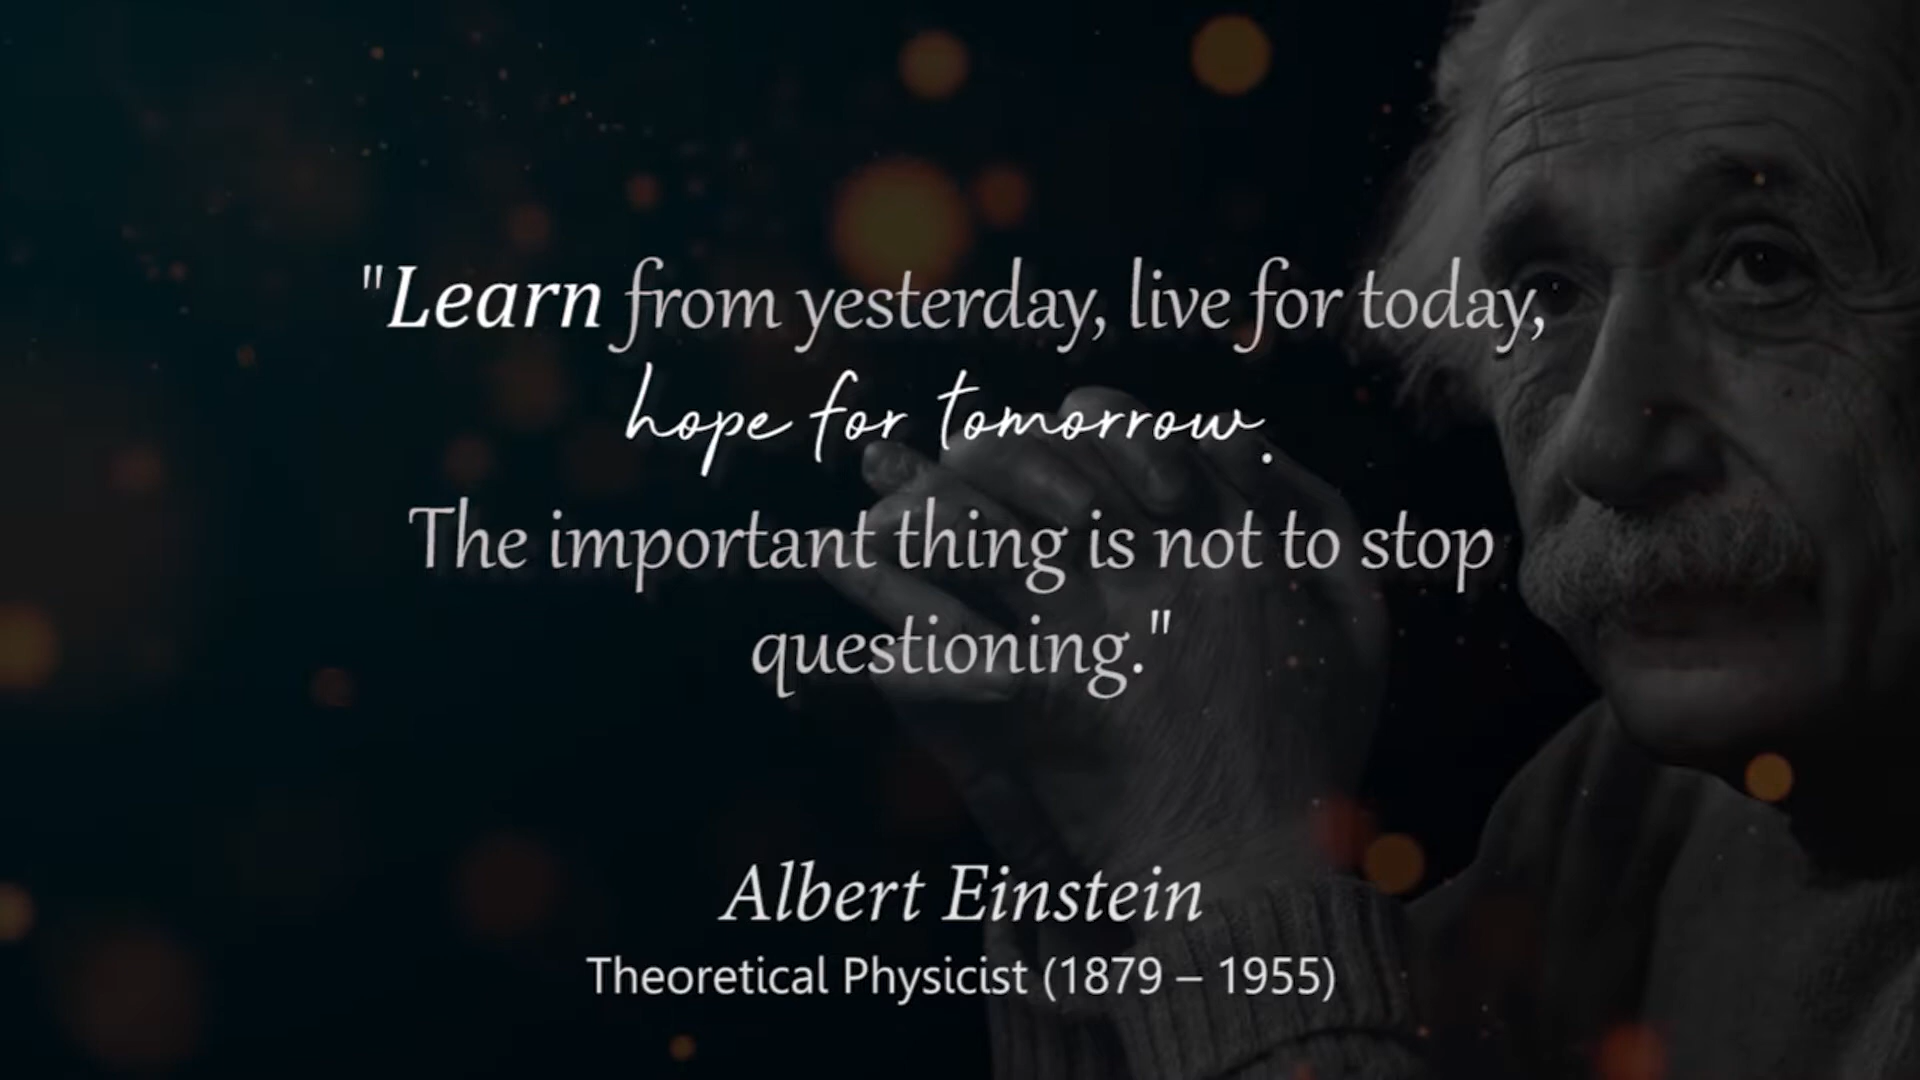 "Learn from yesterday, live for today,
hope for tomorrow.
The important thing is not to stop
questioning."
Albert Einstein
Theoretical Physicist (1879 – 1955)